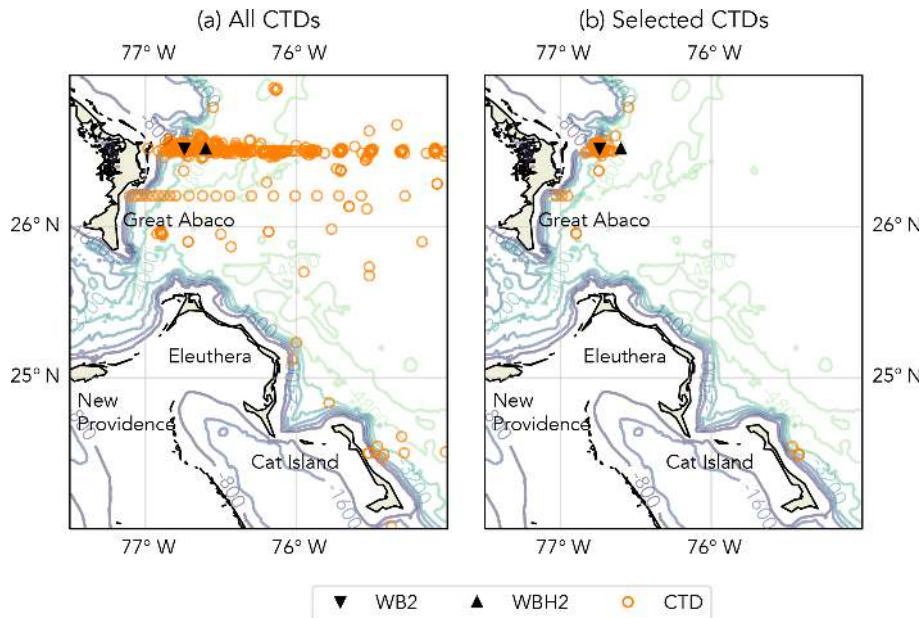 (a) All CTDs
(b) Selected CTDs
77° W
76° W
77° W
76° W
26° N
26° N
25° N
25° N
Great Abaco
Great Abaco
Eleuthera
Eleuthera
New
Providence
New
Providence
Cat Island
Cat Island
-4800
-800
-1600
-800
-1600
77° W
76° W
77° W
76° W
WB2
WBH2
CTD